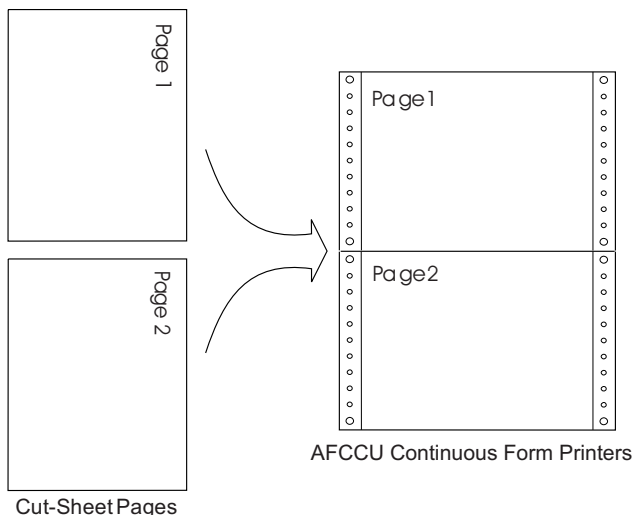 Page 1
Page 2
Cut-Sheet Pages
Page1
Page2
AFCCU Continuous Form Printers